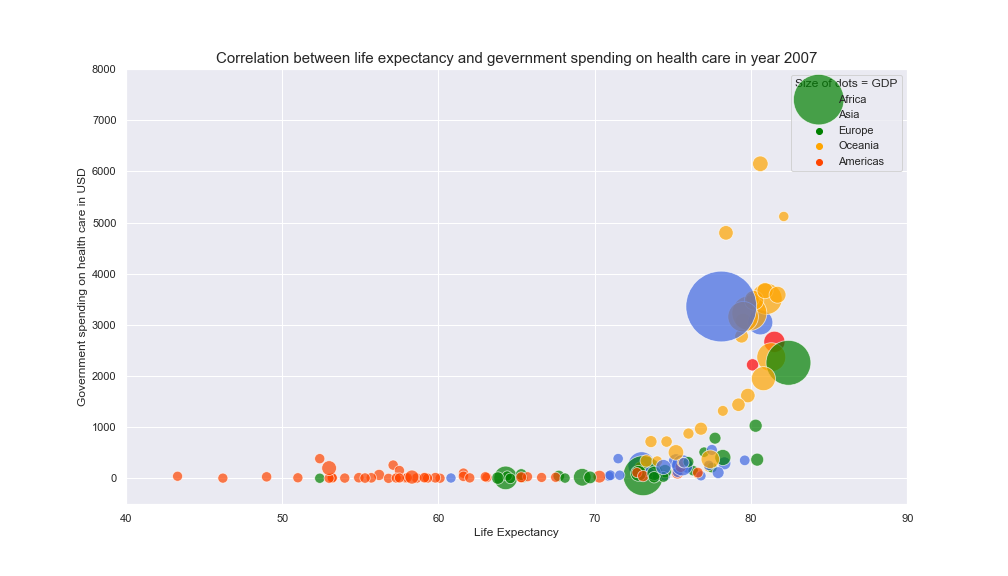 Correlation between life expectancy and gevernment spending on health care in year 2007
8000
7000
6000
5000
4000
3000
2000
1000
0
Government spending on health care in USD
40
50
60
70
80
90
Life Expectancy
Size of dots = GDP
Africa
Asia
Europe
Oceania
Americas